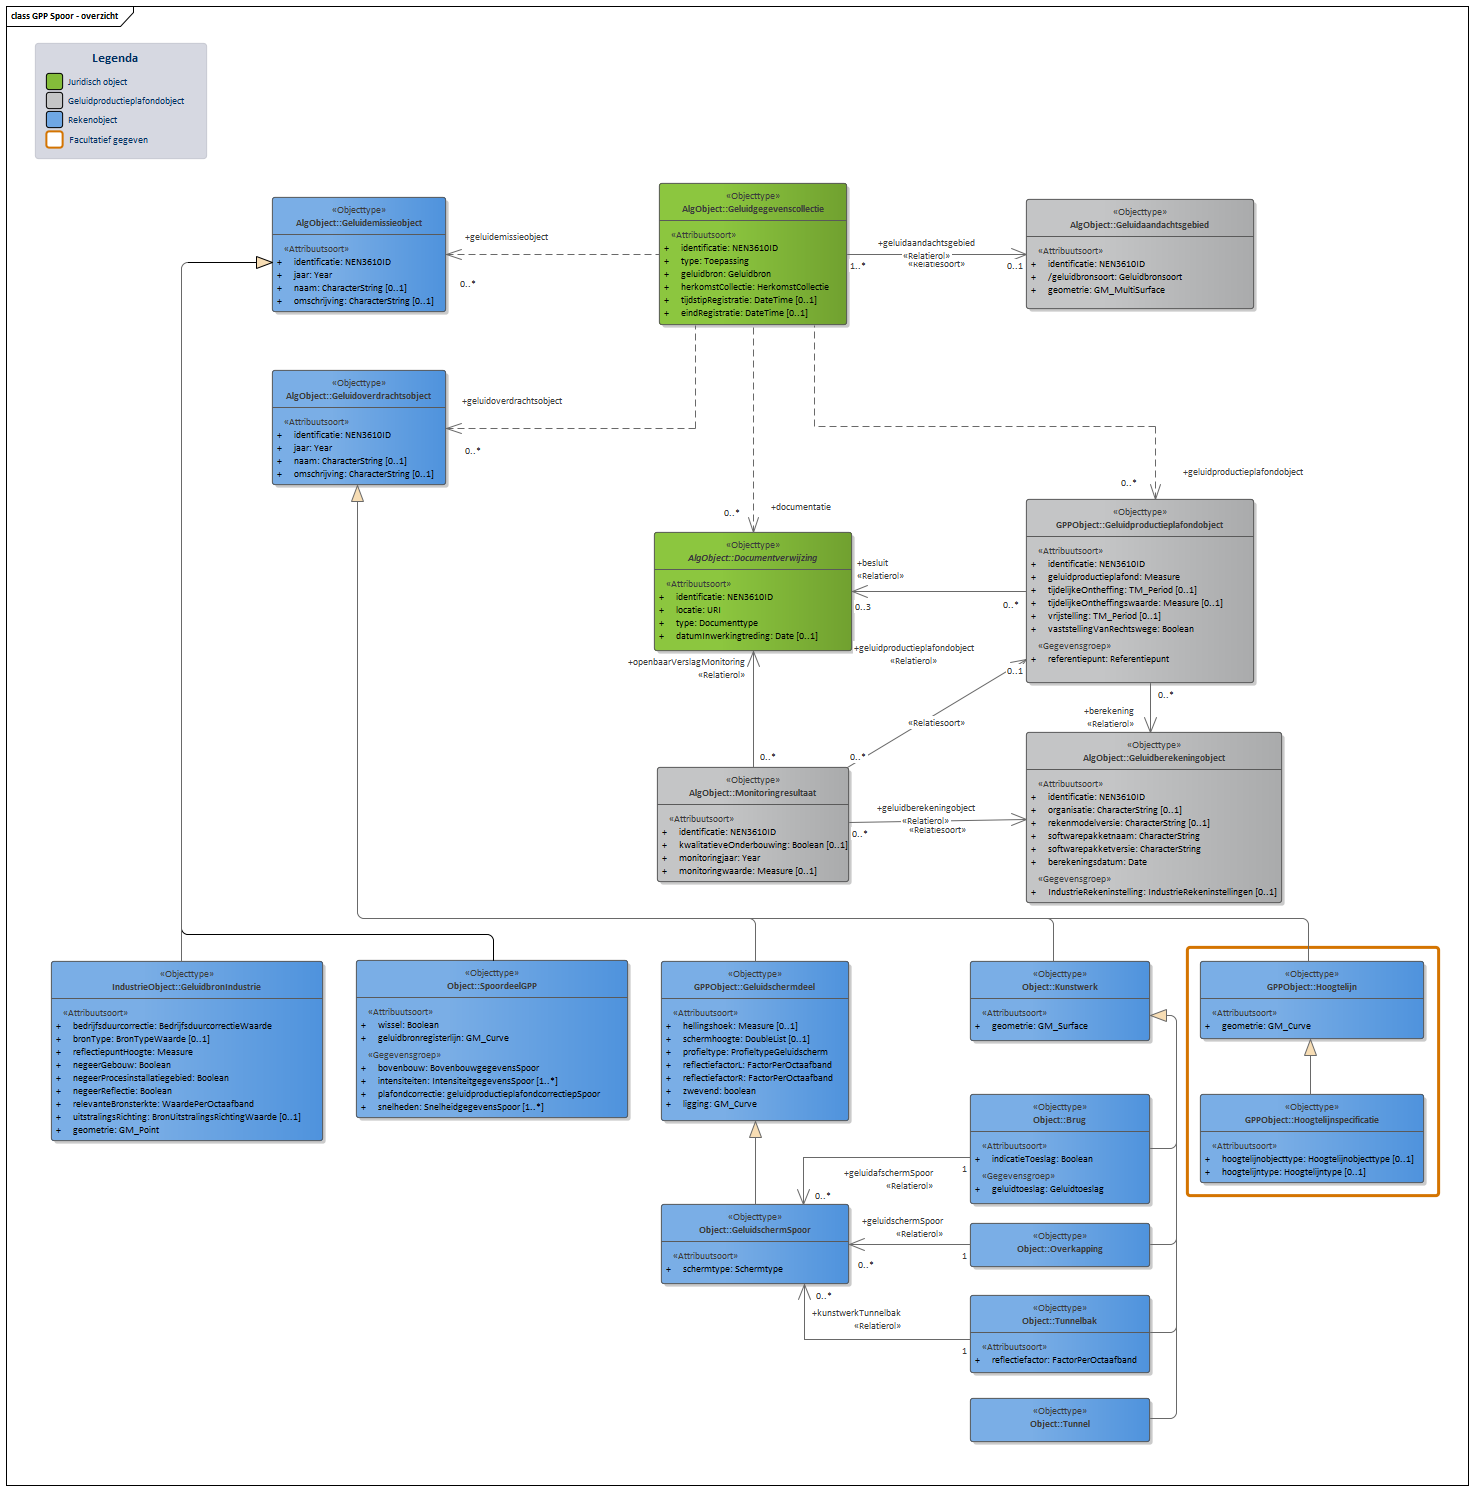 class GPP Spoor - overzicht
Legenda
Juridisch object
Geluidproductieplafondobject
Rekenobject
Facultatief gegeven
«Objecttype»
AlgObject::Geluidemissieobject
«Attribuutsoort»
+ identificatie: NEN3610ID
+ jaar: Year
+ naam: CharacterString [0..1]
+ omschrijving: CharacterString [0..1]
+geluidemissieobject
0..*
«Objecttype»
AlgObject::Geluidgegevenscollectie
«Attribuutsoort»
+ identificatie: NEN3610ID
+ type: Toepassing
+ geluidbron: Geluidbron
+ herkomstCollectie: HerkomstCollectie
+ tijdstipRegistratie: DateTime [0..1]
+ eindRegistratie: DateTime [0..1]
+geluidaandachtsgebied
«Relatierol»
1..*
«Relatiesoort»
0..1
«Objecttype»
AlgObject::Geluidaandachtsgebied
«Attribuutsoort»
+ identificatie: NEN3610ID
+ /geluidbronsoort: Geluidbronsoort
+ geometrie: GM_MultiSurface
«Objecttype»
AlgObject::Geluidoverdrachtsobject
«Attribuutsoort»
+ identificatie: NEN3610ID
+ jaar: Year
+ naam: CharacterString [0..1]
+ omschrijving: CharacterString [0..1]
+geluidoverdrachtsobject
0..*
+geluidproductieplafondobject
0..*
+documentatie
0..*
«Objecttype»
AlgObject::Documentverwijzing
«Attribuutsoort»
+ identificatie: NEN3610ID
+ locatie: URI
+ type: Documenttype
+ datumInwerkingtreding: Date [0..1]
+besluit
«Relatierol»
0..3
0..*
«Objecttype»
GPPObject::Geluidproductieplafondobject
«Attribuutsoort»
+ identificatie: NEN3610ID
+ geluidproductieplafond: Measure
+ tijdelijkeOntheffing: TM_Period [0..1]
+ tijdelijkeOntheffingswaarde: Measure [0..1]
+ vrijstelling: TM_Period [0..1]
+ vaststellingVanRechtswege: Boolean
«Gegevensgroep»
+ referentiepunt: Referentiepunt
+openbaarVerslagMonitoring
«Relatierol»
0..*
+geluidproductieplafondobject
«Relatierol»
0..1
«Relatiesoort»
0..*
0..*
+berekening
«Relatierol»
«Objecttype»
AlgObject::Monitoringresultaat
«Attribuutsoort»
+ identificatie: NEN3610ID
+ kwalitatieveOnderbouwing: Boolean [0..1]
+ monitoringjaar: Year
+ monitoringwaarde: Measure [0..1]
+geluidberekeningobject
«Relatierol»
«Relatiesoort»
0..*
«Objecttype»
AlgObject::Geluidberekeningobject
«Attribuutsoort»
+ identificatie: NEN3610ID
+ organisatie: CharacterString [0..1]
+ rekenmodelversie: CharacterString [0..1]
+ softwarepakketnaam: CharacterString
+ softwarepakketversie: CharacterString
+ berekeningsdatum: Date
«Gegevensgroep»
+ IndustrieRekeninstelling: IndustrieRekeninstellingen [0..1]
«Objecttype»
IndustrieObject::GeluidbronIndustrie
«Attribuutsoort»
+ bedrijfsduurcorrectie: BedrijfsduurcorrectieWaarde
+ bronType: BronTypeWaarde [0..1]
+ reflectiepuntHoogte: Measure
+ negeerGebouw: Boolean
+ negeerProcesinstallatiegebied: Boolean
+ negeerReflectie: Boolean
+ relevanteBronsterkte: WaardePerOctaafband
+ uitstralingsRichting: BronUitstralingsRichtingWaarde [0..1]
+ geometrie: GM_Point
«Objecttype»
Object::SpoordeelGPP
«Attribuutsoort»
+ wissel: Boolean
+ geluidbronregisterlijn: GM_Curve
«Gegevensgroep»
+ bovenbouw: BovenbouwgegevensSpoor
+ intensiteiten: IntensiteitgegevensSpoor [1..*]
+ plafondcorrectie: geluidproductieplafondcorrectiepSpoor
+ snelheden: SnelheidgegevensSpoor [1..*]
«Objecttype»
GPPObject::Geluidschermdeel
«Attribuutsoort»
+ hellingshoek: Measure [0..1]
+ schermhoogte: DoubleList [0..1]
+ profieltype: ProfieltypeGeluidscherm
+ reflectiefactorL: FactorPerOctaafband
+ reflectiefactorR: FactorPerOctaafband
+ zwevend: boolean
+ ligging: GM_Curve
«Objecttype»
Object::Kunstwerk
«Attribuutsoort»
+ geometrie: GM_Surface
«Objecttype»
GPPObject::Hoogtelijn
«Attribuutsoort»
+ geometrie: GM_Curve
«Objecttype»
GPPObject::Hoogtelijnspecificatie
«Attribuutsoort»
+ hoogtelijnobjecttype: Hoogtelijnobjecttype [0..1]
+ hoogtelijntype: Hoogtelijntype [0..1]
«Objecttype»
Object::Brug
«Attribuutsoort»
+ indicatieToeslag: Boolean
«Gegevensgroep»
+ geluidtoeslag: Geluidtoeslag
+geluidafschermSpoor
«Relatierol»
1
0..*
«Objecttype»
Object::GeluidschermSpoor
«Attribuutsoort»
+ schermtype: Schermtype
+geluidschermSpoor
«Relatierol»
1
0..*
«Objecttype»
Object::Overkapping
0..*
+kunstwerkTunnelbak
«Relatierol»
1
«Objecttype»
Object::Tunnelbak
«Attribuutsoort»
+ reflectiefactor: FactorPerOctaafband
«Objecttype»
Object::Tunnel